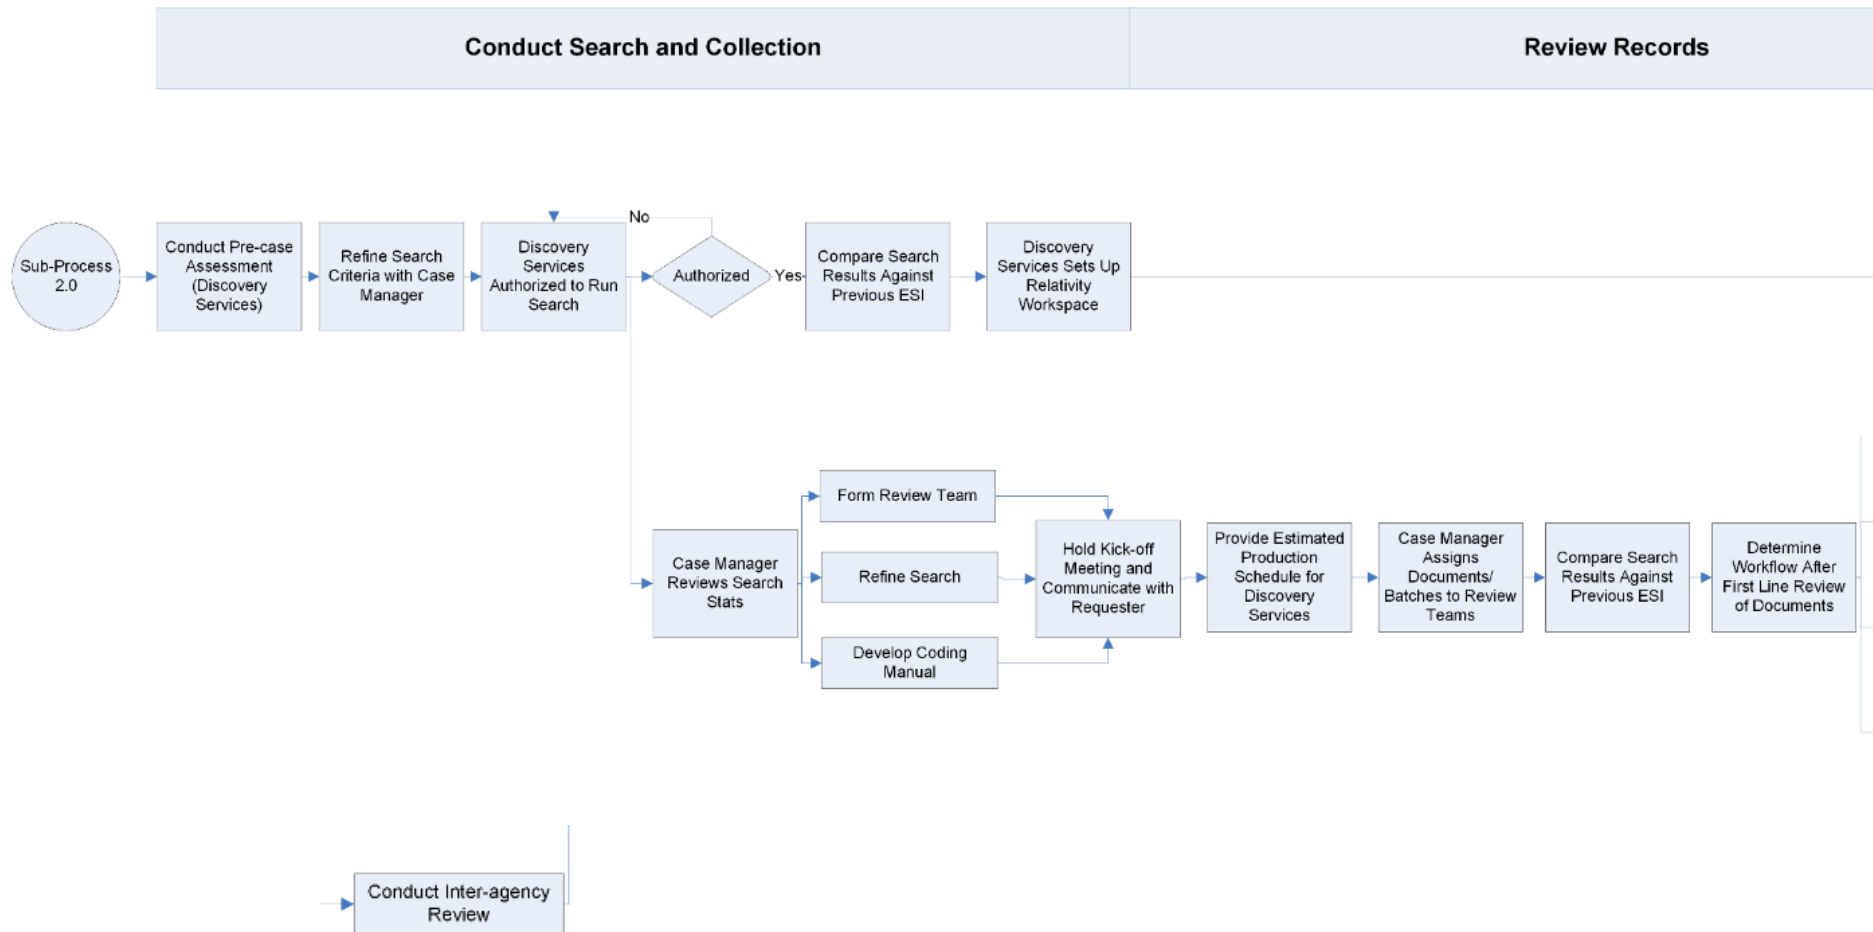 Conduct Search and Collection
Review Records
Sub-Process
2.0
Conduct Pre-case
Assessment
(Discovery
Services)
Refine Search
Criteria with Case
Manager
Discovery
Services
Authorized to Run
Search
No
Authorized
Yes
Compare Search
Results Against
Previous ESI
Discovery
Services Sets Up
Relativity
Workspace
Case Manager
Reviews Search
Stats
Form Review Team
Refine Search
Develop Coding
Manual
Hold Kick-off
Meeting and
Communicate with
Requester
Provide Estimated
Production
Schedule for
Discovery
Services
Case Manager
Assigns
Documents/
Batches to Review
Teams
Compare Search
Results Against
Previous ESI
Determine
Workflow After
First Line Review
of Documents
Conduct Inter-agency
Review